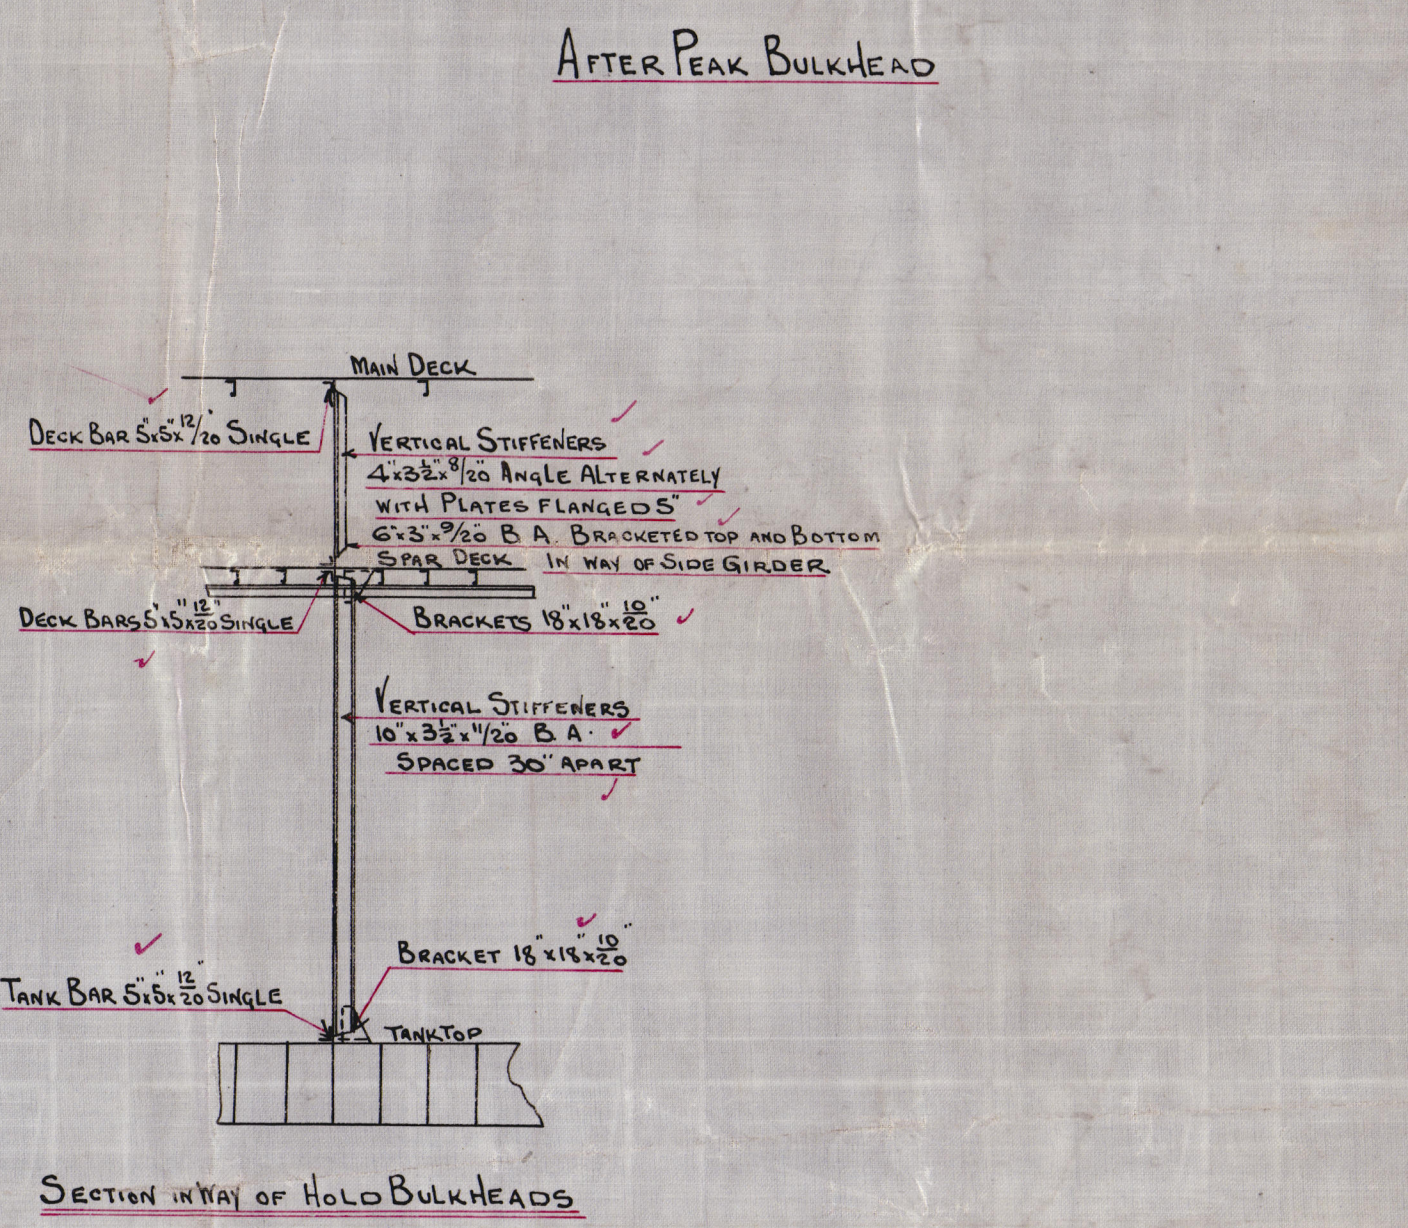 AFTER PEAK BULKHEAD
MAIN DECK
DECK BAR 5"x5"x12/20" SINGLE
VERTICAL STIFFENERS
4"x3½"x8/20" ANGLE ALTERNATELY
WITH PLATES FLANGED 5"
6"x3"x9/20" B A. BRACKETED TOP AND BOTTOM
SPAR DECK IN WAY OF SIDE GIRDER
DECK BARS 5"x5"x12/20" SINGLE
BRACKETS 18"x18"x10/20"
VERTICAL STIFFENERS
10"x3½"x11/20" B. A.
SPACED 30" APART
BRACKET 18"x18"x10/20"
TANK BAR 5"x5"x12/20" SINGLE
TANK TOP
SECTION IN WAY OF HOLD BULKHEADS